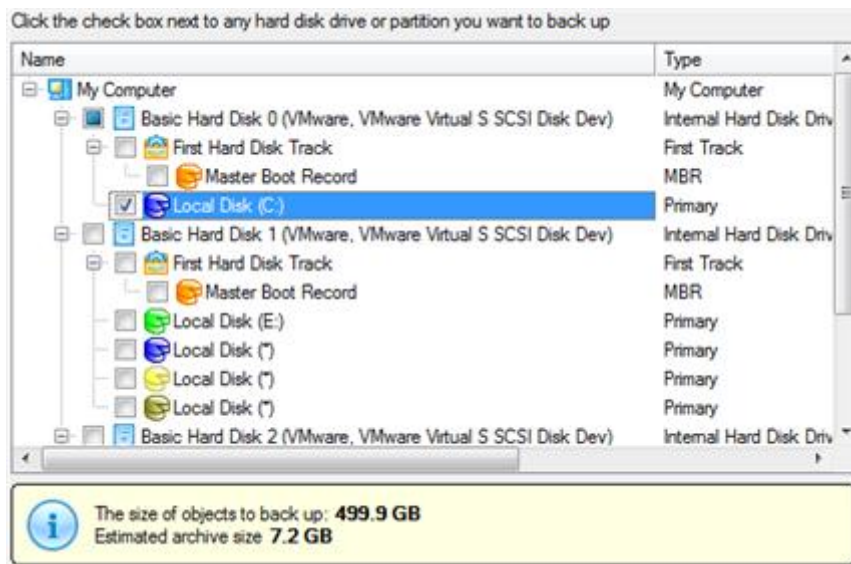 Click the check box next to any hard disk drive or partition you want to back up
Name Type
My Computer My Computer
Basic Hard Disk 0 (VMware, VMware Virtual S SCSI Disk Dev) Internal Hard Disk Driv
First Hard Disk Track First Track
Master Boot Record MBR
Local Disk (C:) Primary
Basic Hard Disk 1 (VMware, VMware Virtual S SCSI Disk Dev) Internal Hard Disk Driv
First Hard Disk Track First Track
Master Boot Record MBR
Local Disk (E:) Primary
Local Disk (*) Primary
Local Disk (*) Primary
Local Disk (*) Primary
Basic Hard Disk 2 (VMware, VMware Virtual S SCSI Disk Dev) Internal Hard Disk Driv
The size of objects to back up: 499.9 GB
Estimated archive size 7.2 GB